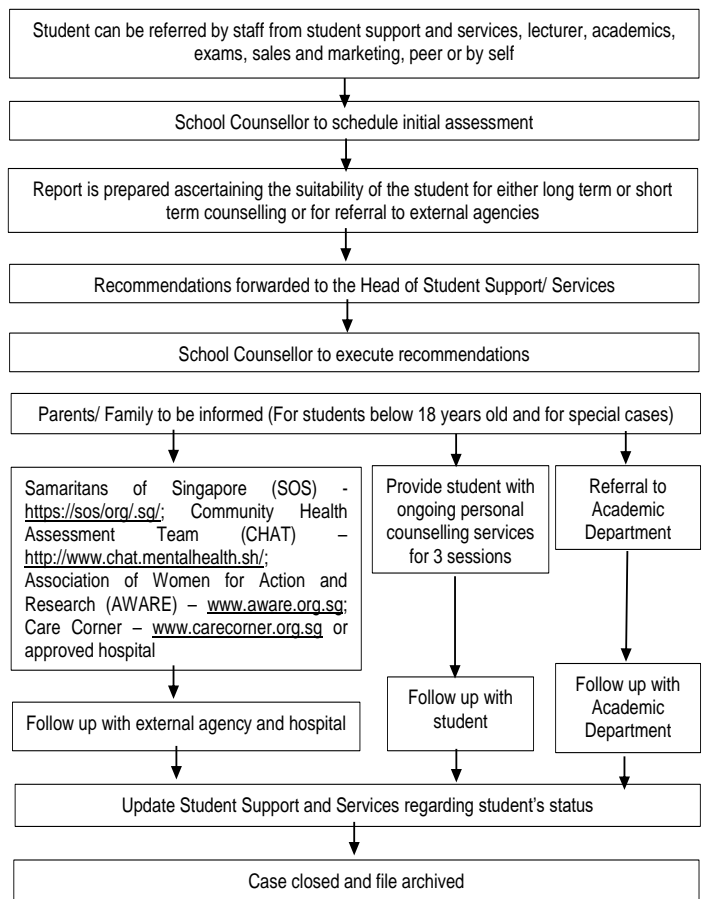 Student can be referred by staff from student support and services, lecturer, academics,
exams, sales and marketing, peer or by self
School Counsellor to schedule initial assessment
Report is prepared ascertaining the suitability of the student for either long term or short
term counselling or for referral to external agencies
Recommendations forwarded to the Head of Student Support/ Services
School Counsellor to execute recommendations
Parents/ Family to be informed (For students below 18 years old and for special cases)
Samaritans of Singapore (SOS) -
https://sos/org/.sg/; Community Health
Assessment Team (CHAT) –
http://www.chat.mentalhealth.sh/;
Association of Women for Action and
Research (AWARE) – www.aware.org.sg;
Care Corner – www.carecorner.org.sg or
approved hospital
Provide student with
ongoing personal
counselling services
for 3 sessions
Referral to
Academic
Department
Follow up with external agency and hospital
Follow up with
student
Follow up with
Academic
Department
Update Student Support and Services regarding student’s status
Case closed and file archived